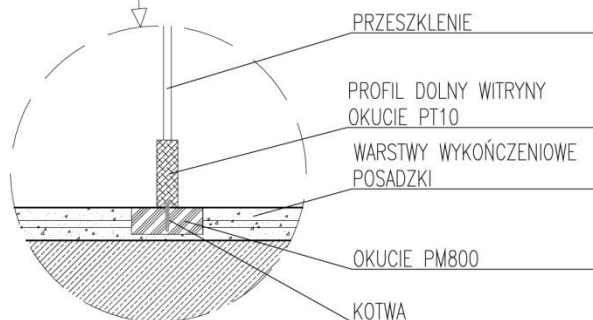 PRZESZKLENIE
PROFIL DOLNY WITRYNY
OKUCIE PT10
WARSTWY WYKOŃCZENIOWE
POSADZKI
OKUCIE PM800
KOTWA